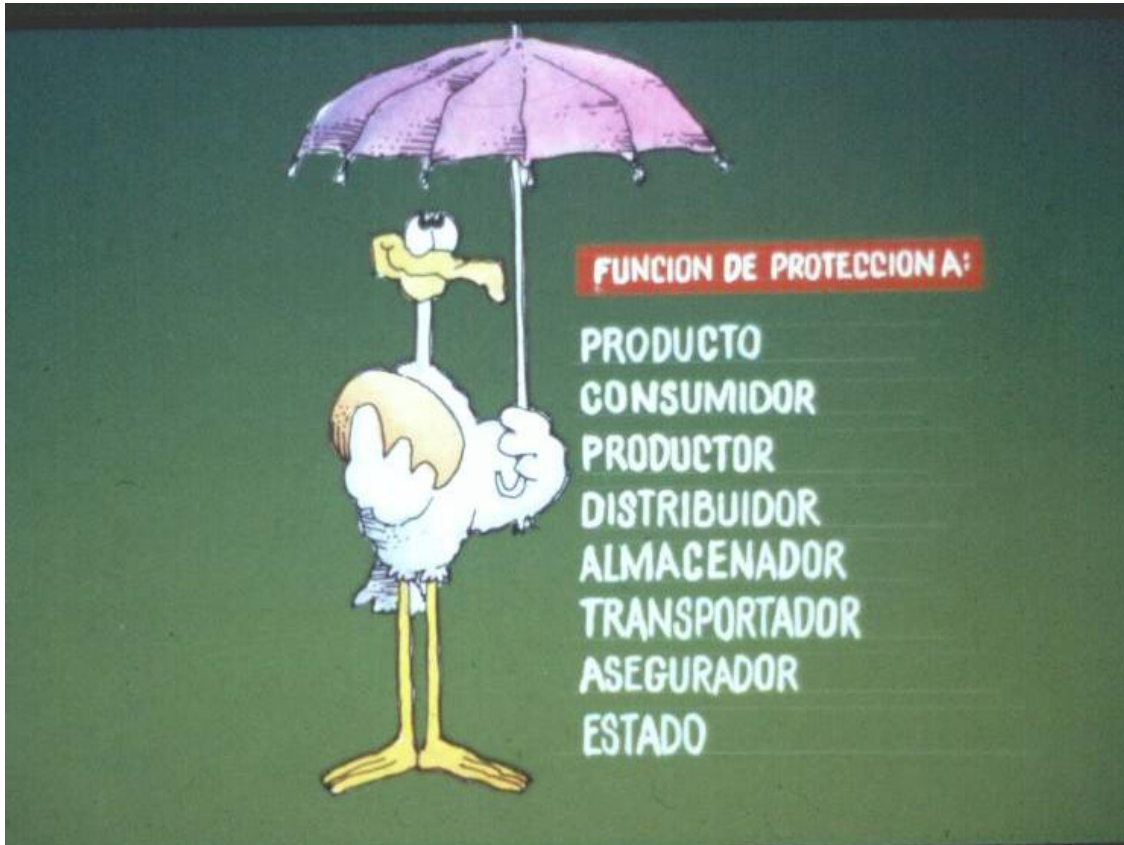 FUNCION DE PROTECCION A:
PRODUCTO
CONSUMIDOR
PRODUCTOR
DISTRIBUIDOR
ALMACENADOR
TRANSPORTADOR
ASEGURADOR
ESTADO